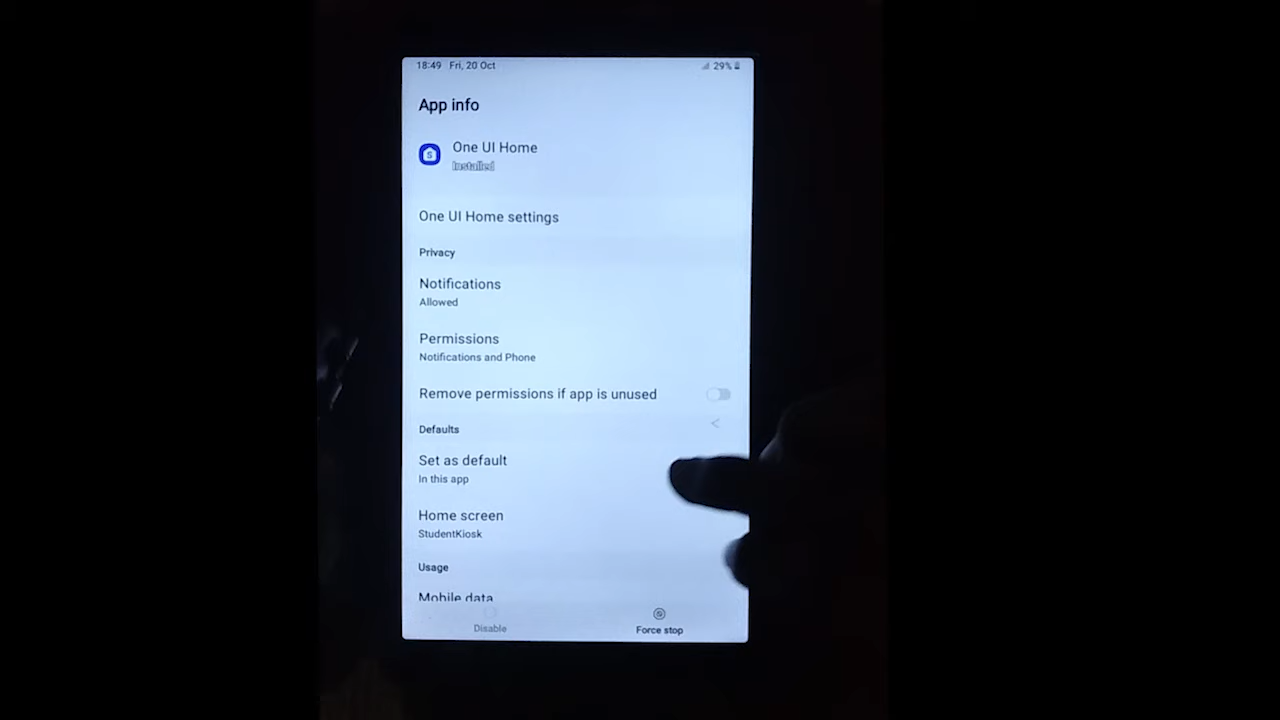 18:49 Fri, 20 Oct 29%
App info
One UI Home
Installed
One UI Home settings
Privacy
Notifications
Allowed
Permissions
Notifications and Phone
Remove permissions if app is unused
Defaults
Set as default
In this app
Home screen
StudentKiosk
Usage
Mobile data
Disable
Force stop